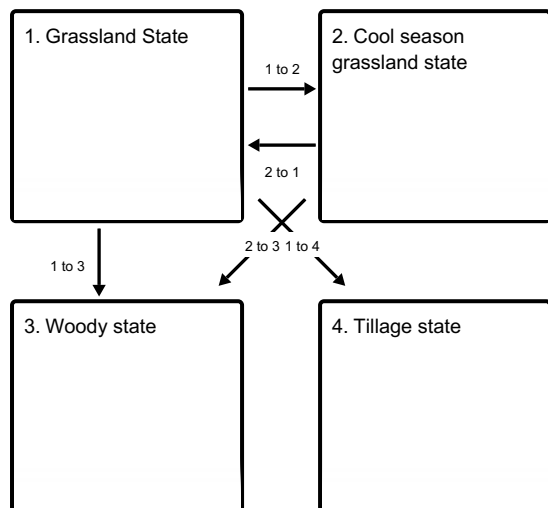 1. Grassland State
2. Cool season
grassland state
1 to 2
2 to 1
2 to 3
1 to 4
1 to 3
3. Woody state
4. Tillage state